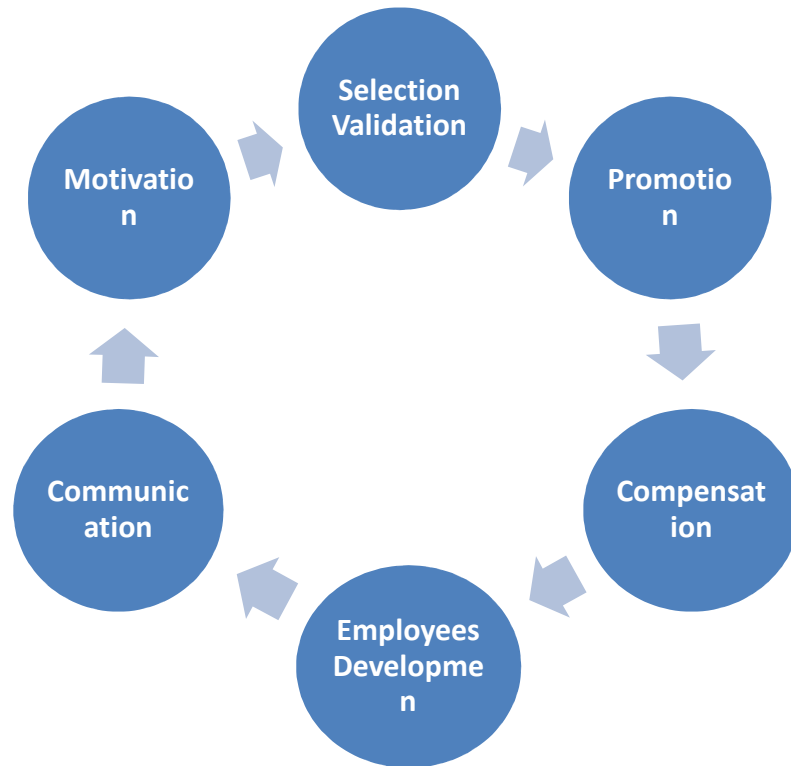 Selection
Validation
Promotio
n
Compensat
ion
Employees
Developme
n
Communic
ation
Motivatio
n